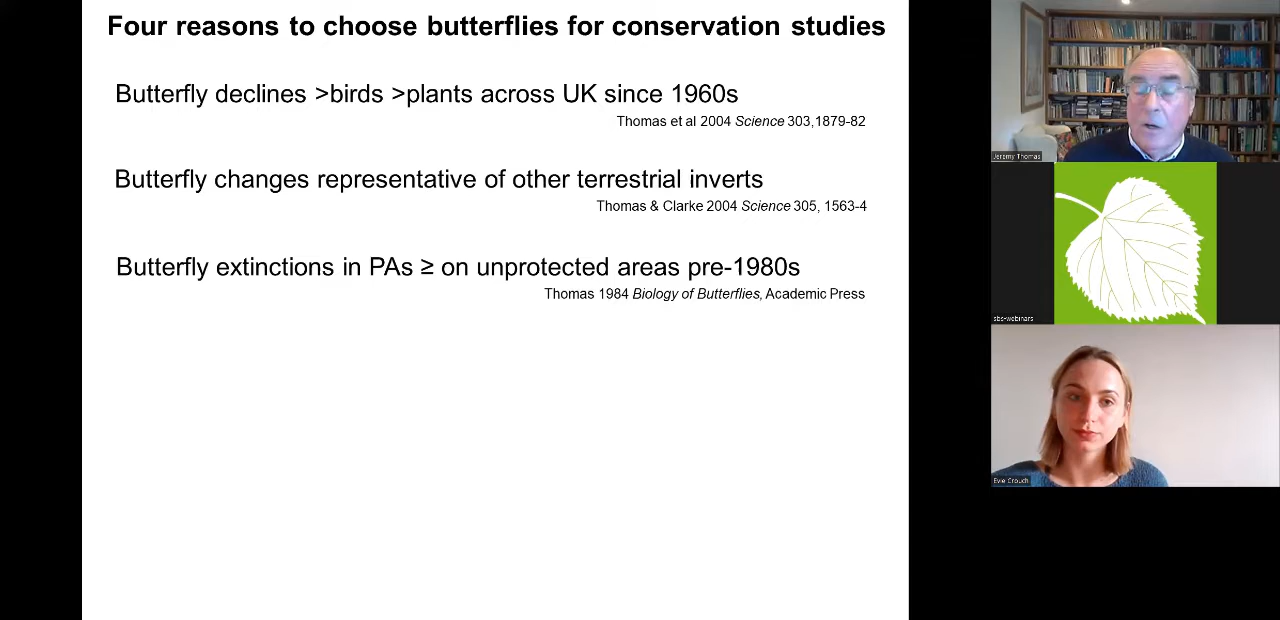 Four reasons to choose butterflies for conservation studies
Butterfly declines >birds >plants across UK since 1960s
Thomas et al 2004 Science 303,1879-82
Butterfly changes representative of other terrestrial inverts
Thomas & Clarke 2004 Science 305, 1563-4
Butterfly extinctions in PAs ≥ on unprotected areas pre-1980s
Thomas 1984 Biology of Butterflies, Academic Press
Jeremy Thomas
sbs-webinars
Evie Crouch